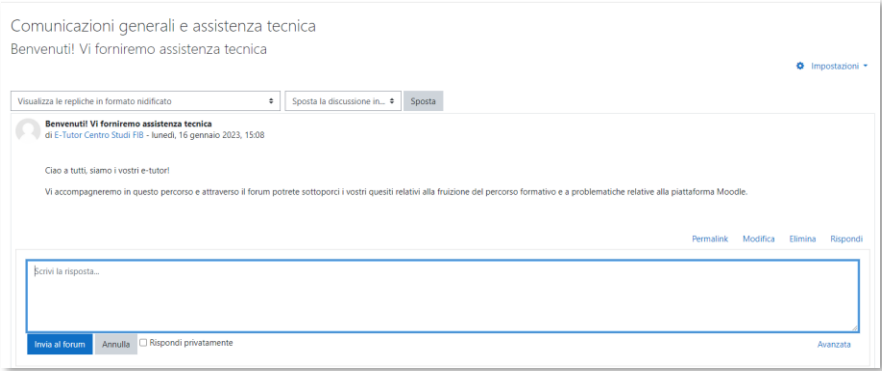 Comunicazioni generali e assistenza tecnica
Benvenuti! Vi forniremo assistenza tecnica
Impostazioni
Visualizza le repliche in formato nidificato
Sposta la discussione in...
Sposta
Benvenuti! Vi forniremo assistenza tecnica
di E-Tutor Centro Studi FIB - lunedì, 16 gennaio 2023, 15:08
Ciao a tutti, siamo i vostri e-tutor!
Vi accompagneremo in questo percorso e attraverso il forum potrete sottoporci i vostri quesiti relativi alla fruizione del percorso formativo e a problematiche relative alla piattaforma Moodle.
Permalink Modifica Elimina Rispondi
Scrivi la risposta...
Invia al forum Annulla Rispondi privatamente Avanzata